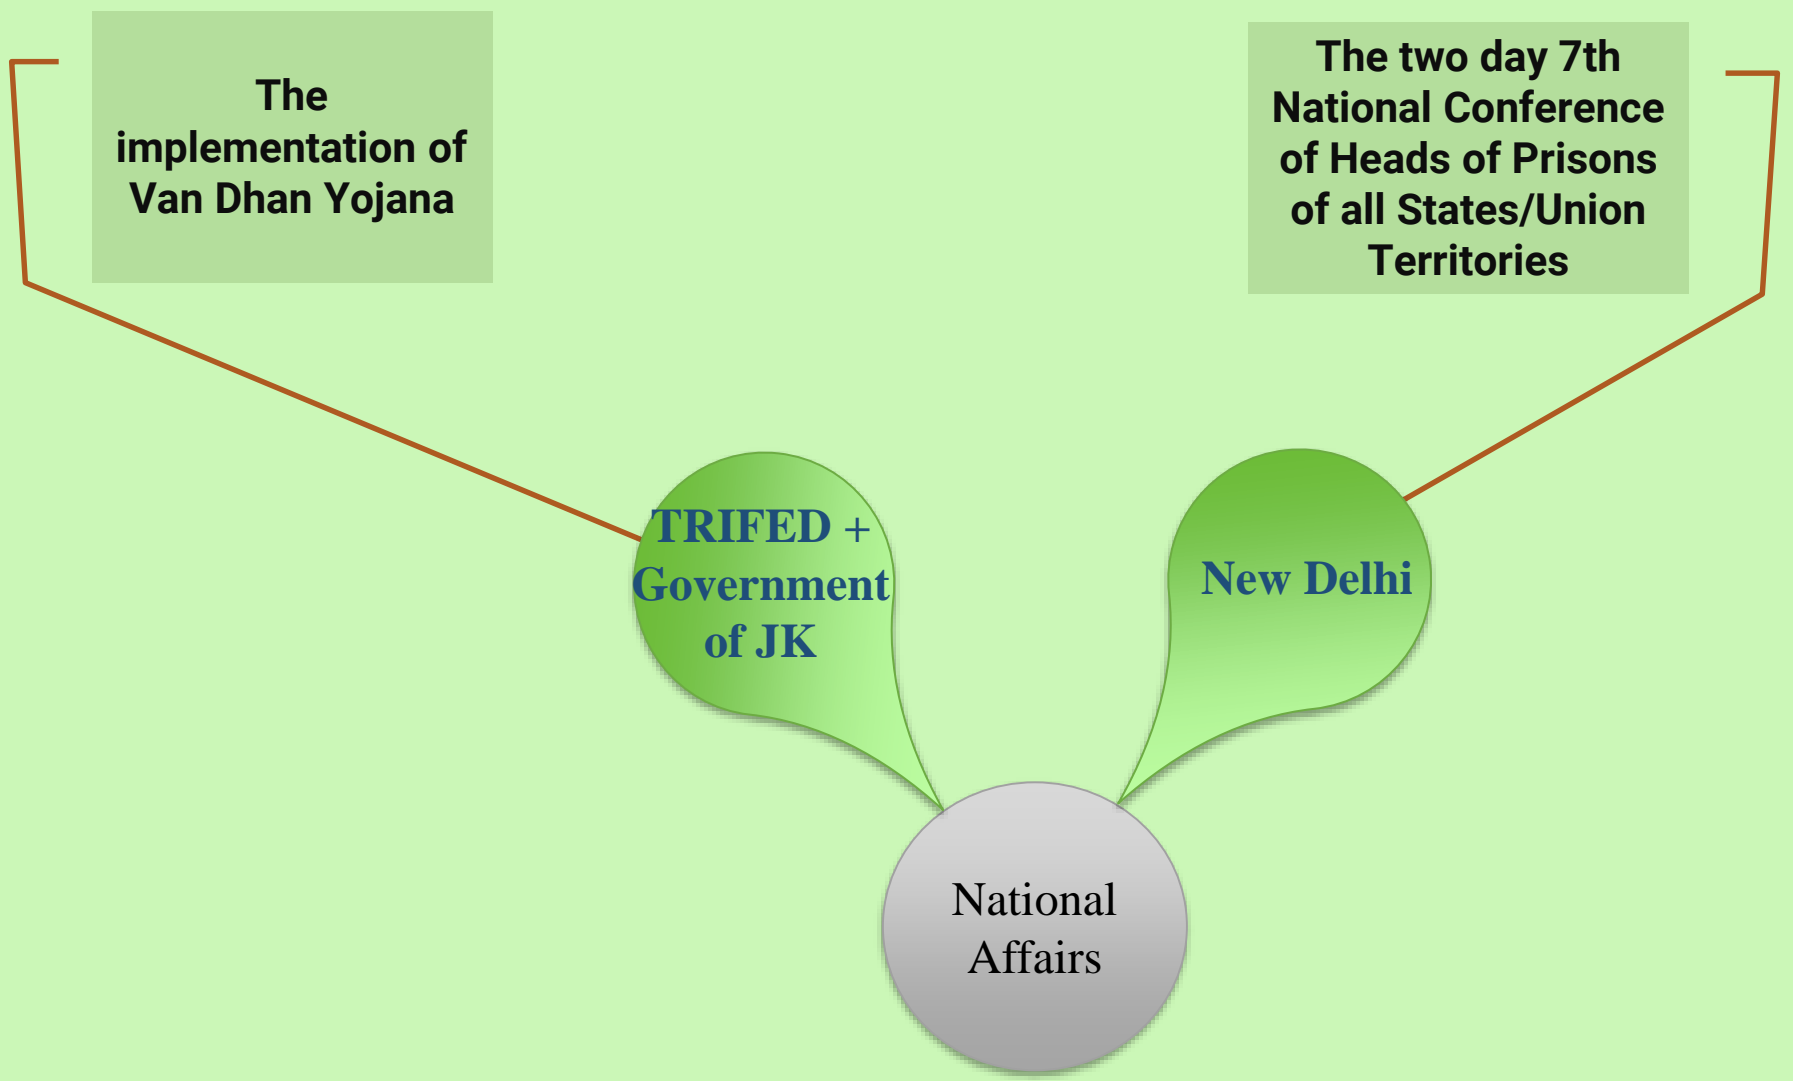 The
implementation of
Van Dhan Yojana
The two day 7th
National Conference
of Heads of Prisons
of all States/Union
Territories
TRIFED +
Government
of JK
New Delhi
National
Affairs